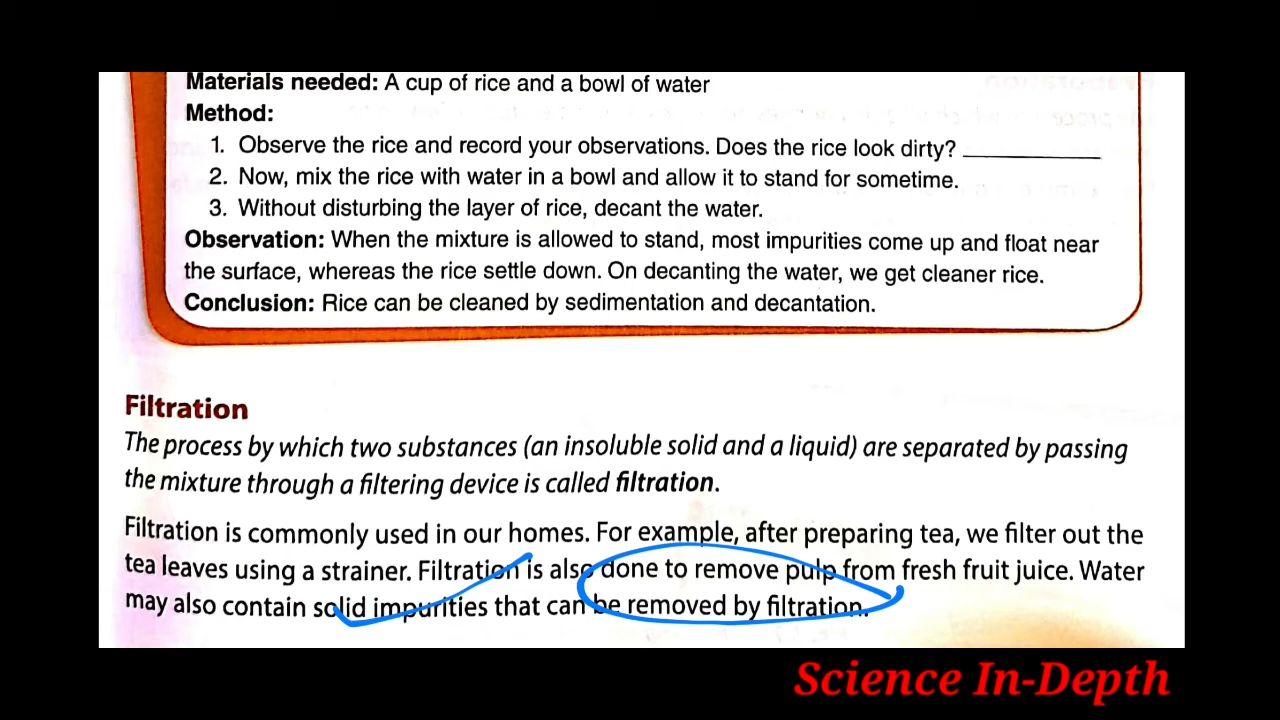 Materials needed: A cup of rice and a bowl of water
Method:
1. Observe the rice and record your observations. Does the rice look dirty? ____________
2. Now, mix the rice with water in a bowl and allow it to stand for sometime.
3. Without disturbing the layer of rice, decant the water.
Observation: When the mixture is allowed to stand, most impurities come up and float near
the surface, whereas the rice settle down. On decanting the water, we get cleaner rice.
Conclusion: Rice can be cleaned by sedimentation and decantation.
Filtration
The process by which two substances (an insoluble solid and a liquid) are separated by passing
the mixture through a filtering device is called filtration.
Filtration is commonly used in our homes. For example, after preparing tea, we filter out the
tea leaves using a strainer. Filtration is also done to remove pulp from fresh fruit juice. Water
may also contain solid impurities that can be removed by filtration.
Science In-Depth